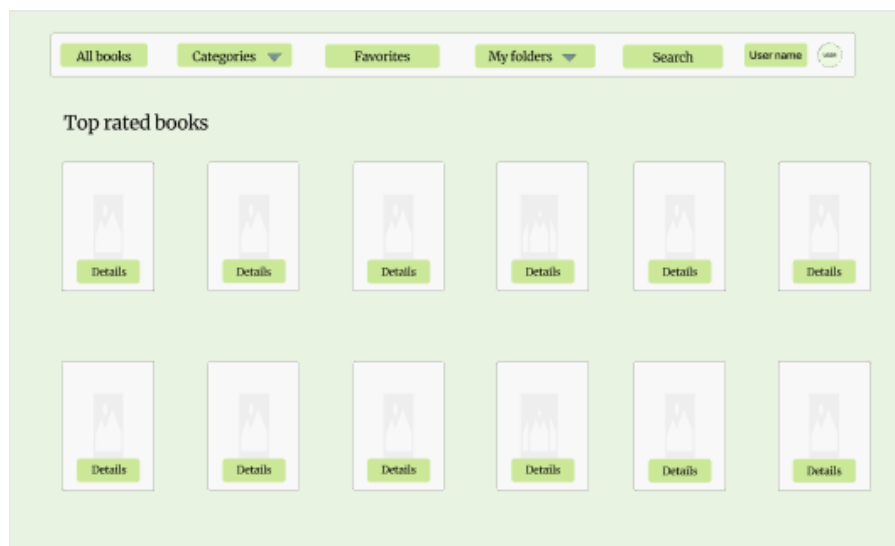 All books Categories Favorites My folders Search User name USER
Top rated books
Details Details Details Details Details Details
Details Details Details Details Details Details